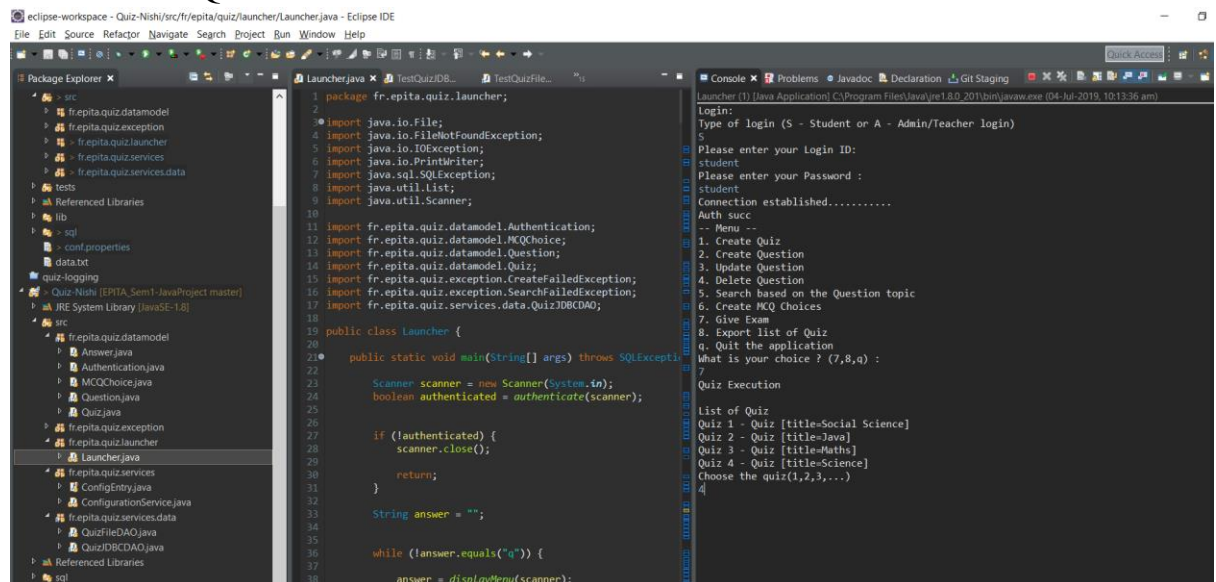 eclipse-workspace - Quiz-Nishi/src/fr/epita/quiz/launcher/Launcher.java - Eclipse IDE
File Edit Source Refactor Navigate Search Project Run Window Help
Quick Access
Package Explorer
> src
fr.epita.quiz.datamodel
fr.epita.quiz.exception
> fr.epita.quiz.launcher
> fr.epita.quiz.services
> fr.epita.quiz.services.data
tests
Referenced Libraries
lib
> sql
> conf.properties
data.txt
quiz-logging
> Quiz-Nishi [EPITA_Sem1-JavaProject master]
JRE System Library [JavaSE-1.8]
src
fr.epita.quiz.datamodel
Answer.java
Authentication.java
MCQChoice.java
Question.java
Quiz.java
fr.epita.quiz.exception
fr.epita.quiz.launcher
Launcher.java
fr.epita.quiz.services
ConfigEntry.java
ConfigurationService.java
fr.epita.quiz.services.data
QuizFileDAO.java
QuizJDBCDAO.java
Referenced Libraries
sql
Launcher.java TestQuizJDB... TestQuizFile... »15
1 package fr.epita.quiz.launcher;
2
3 import java.io.File;
4 import java.io.FileNotFoundException;
5 import java.io.IOException;
6 import java.io.PrintWriter;
7 import java.sql.SQLException;
8 import java.util.List;
9 import java.util.Scanner;
10
11 import fr.epita.quiz.datamodel.Authentication;
12 import fr.epita.quiz.datamodel.MCQChoice;
13 import fr.epita.quiz.datamodel.Question;
14 import fr.epita.quiz.datamodel.Quiz;
15 import fr.epita.quiz.exception.CreateFailedException;
16 import fr.epita.quiz.exception.SearchFailedException;
17 import fr.epita.quiz.services.data.QuizJDBCDAO;
18
19 public class Launcher {
20
21 public static void main(String[] args) throws SQLExcepti
22
23 Scanner scanner = new Scanner(System.in);
24 boolean authenticated = authenticate(scanner);
25
26
27 if (!authenticated) {
28 scanner.close();
29
30 return;
31 }
32
33 String answer = "";
34
35
36 while (!answer.equals("q")) {
37
38 answer = displayMenu(scanner);
Console Problems Javadoc Declaration Git Staging
Launcher (1) [Java Application] C:\Program Files\Java\jre1.8.0_201\bin\javaw.exe (04-Jul-2019, 10:13:36 am)
Login:
Type of login (S - Student or A - Admin/Teacher login)
S
Please enter your Login ID:
student
Please enter your Password :
student
Connection established...........
Auth succ
-- Menu --
1. Create Quiz
2. Create Question
3. Update Question
4. Delete Question
5. Search based on the Question topic
6. Create MCQ Choices
7. Give Exam
8. Export list of Quiz
q. Quit the application
What is your choice ? (7,8,q) :
7
Quiz Execution
List of Quiz
Quiz 1 - Quiz [title=Social Science]
Quiz 2 - Quiz [title=Java]
Quiz 3 - Quiz [title=Maths]
Quiz 4 - Quiz [title=Science]
Choose the quiz(1,2,3,...)
4